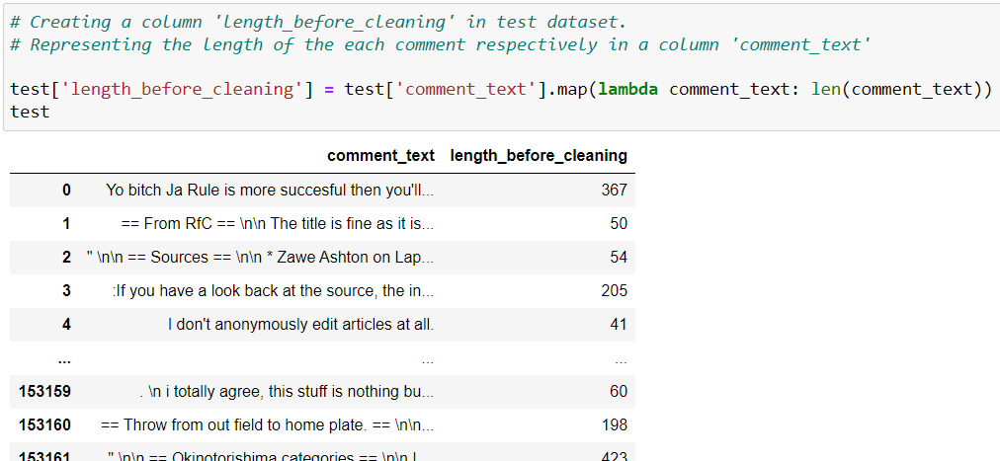 # Creating a column 'length_before_cleaning' in test dataset.
# Representing the length of the each comment respectively in a column 'comment_text'
test['length_before_cleaning'] = test['comment_text'].map(lambda comment_text: len(comment_text))
test
comment_text length_before_cleaning
0 Yo bitch Ja Rule is more succesful then you'll... 367
1 == From RfC == \n\n The title is fine as it is... 50
2 " \n\n == Sources == \n\n * Zawe Ashton on Lap... 54
3 :If you have a look back at the source, the in... 205
4 I don't anonymously edit articles at all. 41
... ... ...
153159 . \n i totally agree, this stuff is nothing bu... 60
153160 == Throw from out field to home plate. == \n\n... 198
153161 " \n\n == Okinotorishima categories == \n\n I... 423